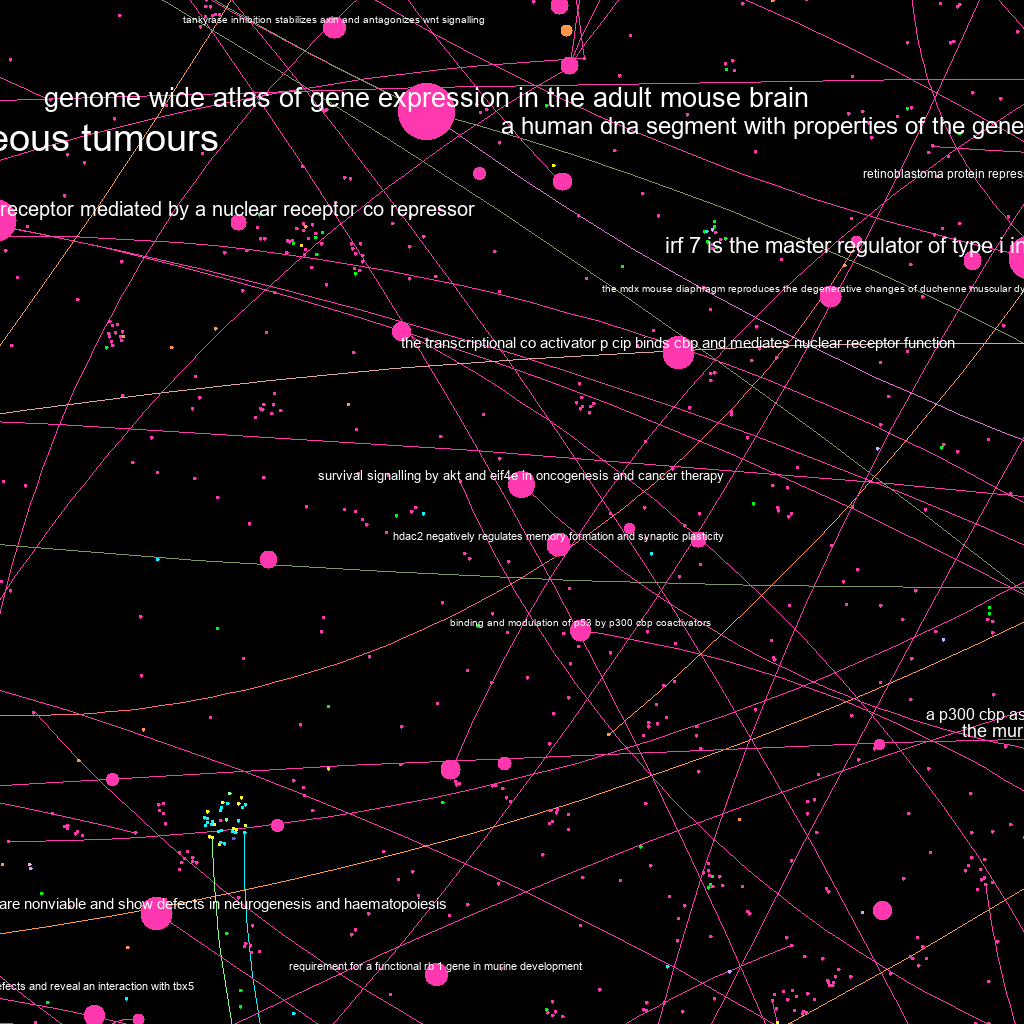 tankyrase inhibition stabilizes axin and antagonizes wnt signalling
genome wide atlas of gene expression in the adult mouse brain
a human dna segment with properties of the gene
eous tumours
retinoblastoma protein repress
receptor mediated by a nuclear receptor co repressor
irf 7 is the master regulator of type i in
the mdx mouse diaphragm reproduces the degenerative changes of duchenne muscular dy
the transcriptional co activator p cip binds cbp and mediates nuclear receptor function
survival signalling by akt and eif4e in oncogenesis and cancer therapy
hdac2 negatively regulates memory formation and synaptic plasticity
binding and modulation of p53 by p300 cbp coactivators
a p300 cbp as
the mur
are nonviable and show defects in neurogenesis and haematopoiesis
requirement for a functional rb 1 gene in murine development
efects and reveal an interaction with tbx5